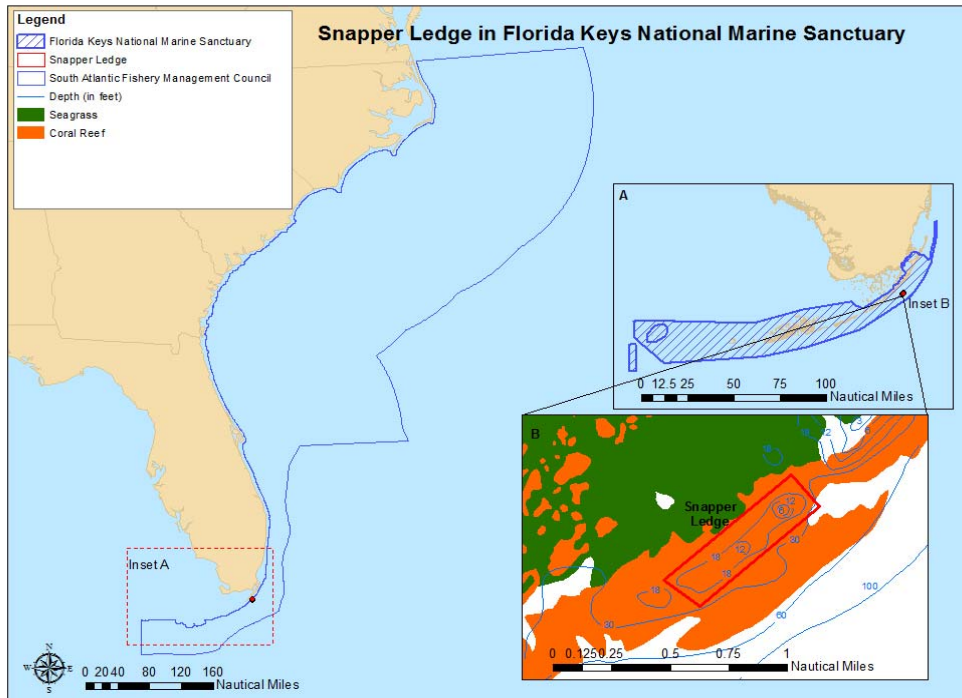 Legend
Florida Keys National Marine Sanctuary
Snapper Ledge
South Atlantic Fishery Management Council
Depth (in feet)
Seagrass
Coral Reef
Snapper Ledge in Florida Keys National Marine Sanctuary
A
Inset B
0 12.5 25 50 75 100
Nautical Miles
B
Snapper
Ledge
18
12
3
6
12
6
30
12
18
18
18
30
60
100
0 0.125 0.25 0.5 0.75 1
Nautical Miles
Inset A
N
W E
S
0 20 40 80 120 160
Nautical Miles